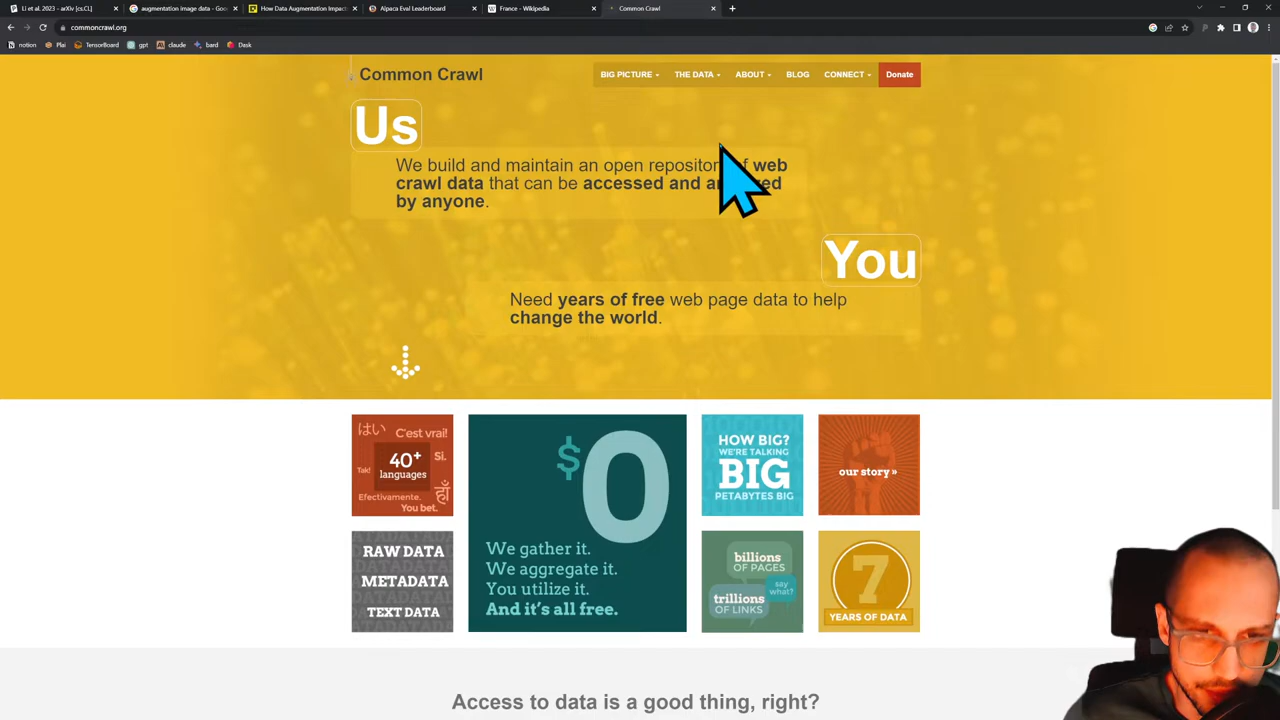 Li et al. 2023 - arXiv [cs.CL]
augmentation image data - Goo
How Data Augmentation Impact
Alpaca Eval Leaderboard
France - Wikipedia
Common Crawl
commoncrawl.org
notion
Plai
TensorBoard
gpt
claude
bard
Dask
Common Crawl
BIG PICTURE
THE DATA
ABOUT
BLOG
CONNECT
Donate
Us
We build and maintain an open repository of web
crawl data that can be accessed and
by anyone.
You
Need years of free web page data to help
change the world.
はい
C'est vrai!
40+
languages
Tak!
Si.
Efectivamente.
हाँ
You bet.
$0
We gather it.
We aggregate it.
You utilize it.
And it's all free.
HOW BIG?
WE'RE TALKING
BIG
PETABYTES BIG
our story »
RAW DATA
METADATA
TEXT DATA
billions
OF PAGES
say
what?
trillions
OF LINKS
7
YEARS OF DATA
Access to data is a good thing, right?